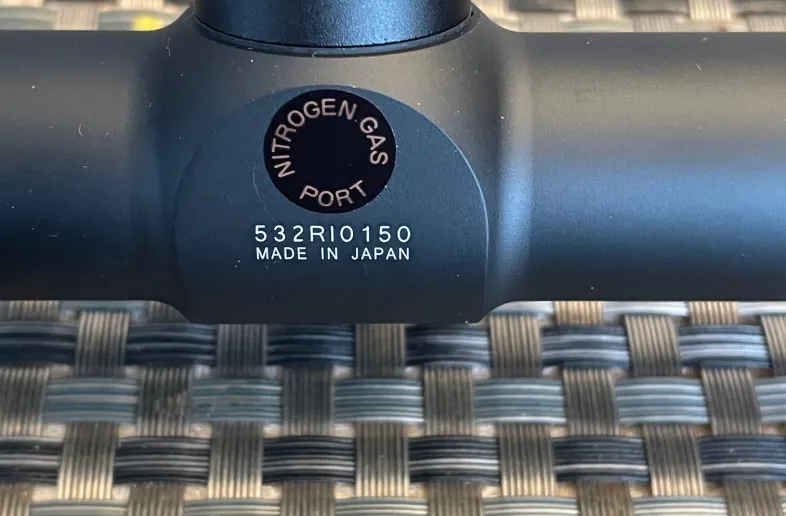 NITROGEN GAS
PORT
532RI0150
MADE IN JAPAN